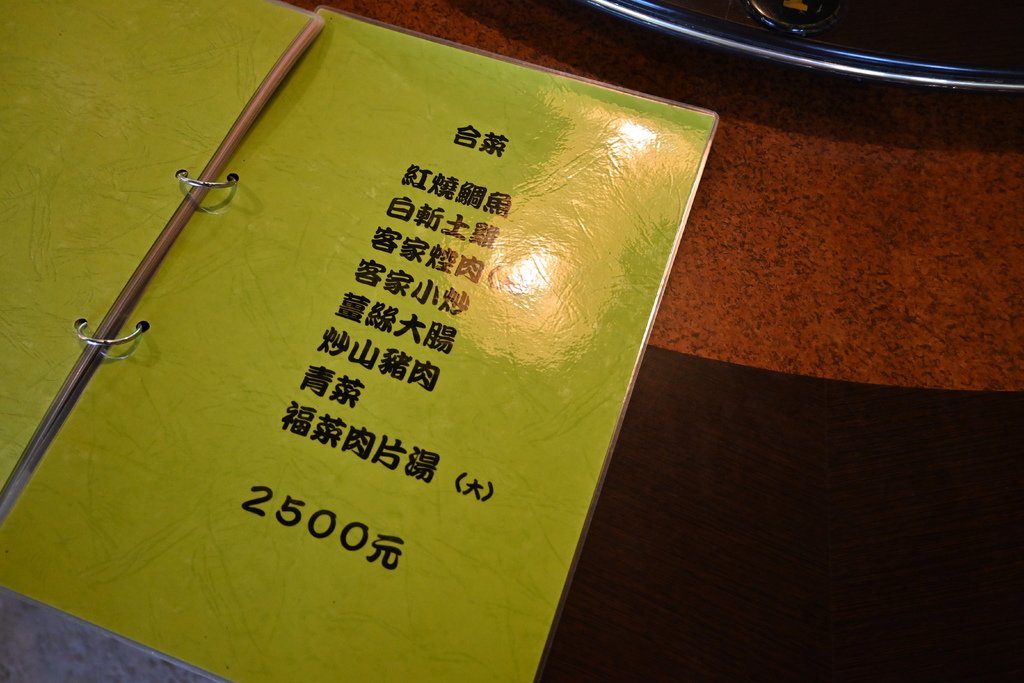 合菜
紅燒鯛魚
白斬土雞
客家焢肉
客家小炒
薑絲大腸
炒山豬肉
青菜
福菜肉片湯（大）
2500元